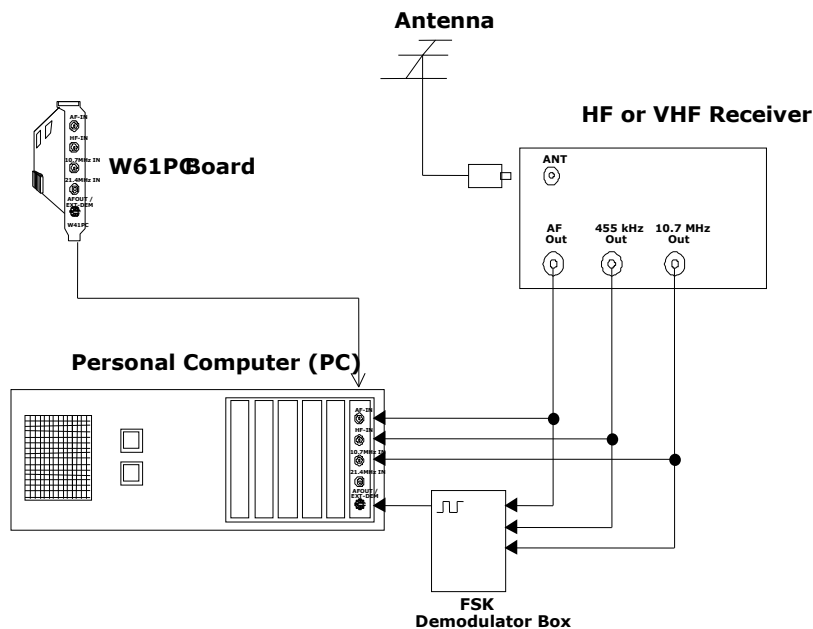 Antenna
HF or VHF Receiver
ANT
AF Out
455 kHz Out
10.7 MHz Out
AF-IN
HF-IN
10.7MHz IN
21.4MHz IN
AFOUT /
EXT-DEM
W41PC
W61PC Board
Personal Computer (PC)
AF-IN
HF-IN
10.7MHz IN
21.4MHz IN
AFOUT /
EXT-DEM
FSK
Demodulator Box